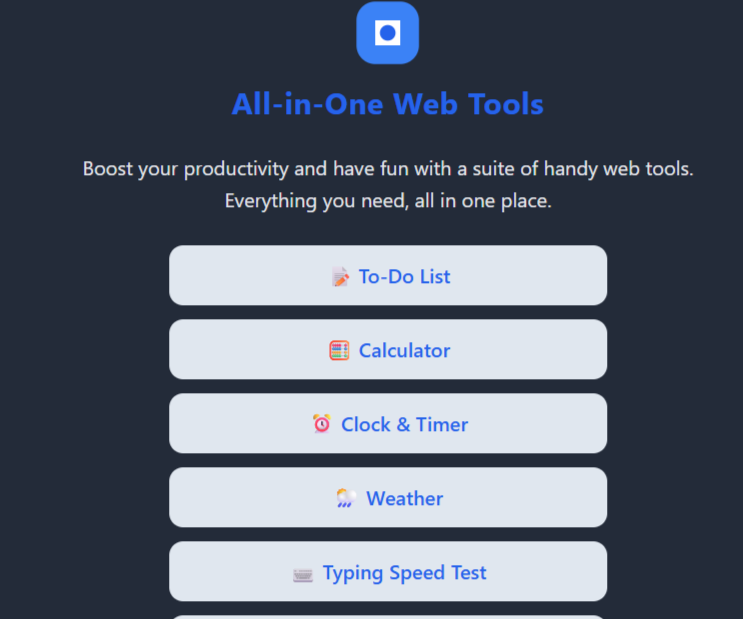 All-in-One Web Tools
Boost your productivity and have fun with a suite of handy web tools.
Everything you need, all in one place.
To-Do List
Calculator
Clock & Timer
Weather
Typing Speed Test